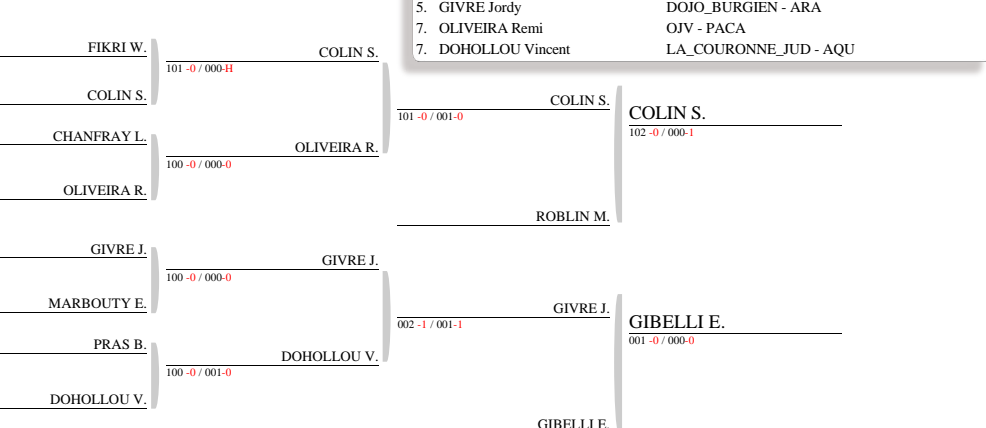 5. GIVRE Jordy DOJO_BURGIEN - ARA
7. OLIVEIRA Remi OJV - PACA
7. DOHOLLOU Vincent LA_COURONNE_JUD - AQU
FIKRI W.
COLIN S.
101 -0 / 000-H
COLIN S.
CHANFRAY L.
OLIVEIRA R.
100 -0 / 000-0
OLIVEIRA R.
COLIN S.
101 -0 / 001-0
COLIN S.
102 -0 / 000-1
ROBLIN M.
GIVRE J.
GIVRE J.
100 -0 / 000-0
MARBOUTY E.
GIVRE J.
002 -1 / 001-1
GIBELLI E.
001 -0 / 000-0
PRAS B.
DOHOLLOU V.
100 -0 / 001-0
DOHOLLOU V.
GIBELLI E.